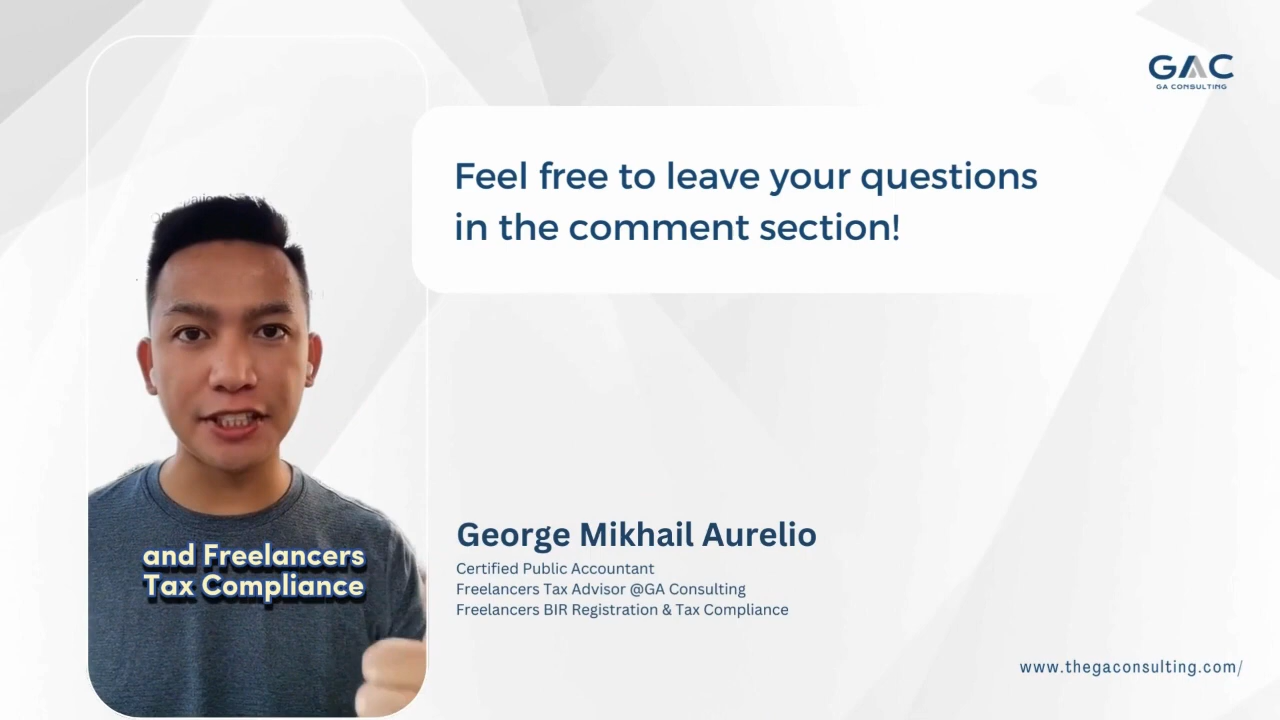 GAC
GA CONSULTING
Feel free to leave your questions
in the comment section!
and Freelancers
Tax Compliance
George Mikhail Aurelio
Certified Public Accountant
Freelancers Tax Advisor @GA Consulting
Freelancers BIR Registration & Tax Compliance
www.thegaconsulting.com/